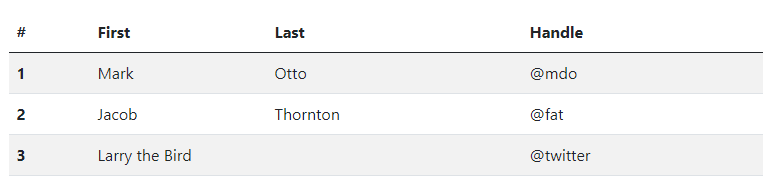 # First Last Handle
1 Mark Otto @mdo
2 Jacob Thornton @fat
3 Larry the Bird @twitter